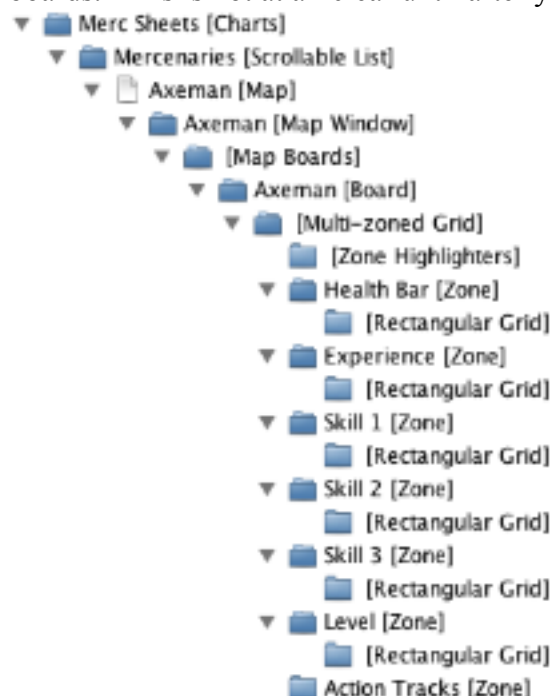 Merc Sheets [Charts]
Mercenaries [Scrollable List]
Axeman [Map]
Axeman [Map Window]
[Map Boards]
Axeman [Board]
[Multi-zoned Grid]
[Zone Highlighters]
Health Bar [Zone]
[Rectangular Grid]
Experience [Zone]
[Rectangular Grid]
Skill 1 [Zone]
[Rectangular Grid]
Skill 2 [Zone]
[Rectangular Grid]
Skill 3 [Zone]
[Rectangular Grid]
Level [Zone]
[Rectangular Grid]
Action Tracks [Zone]